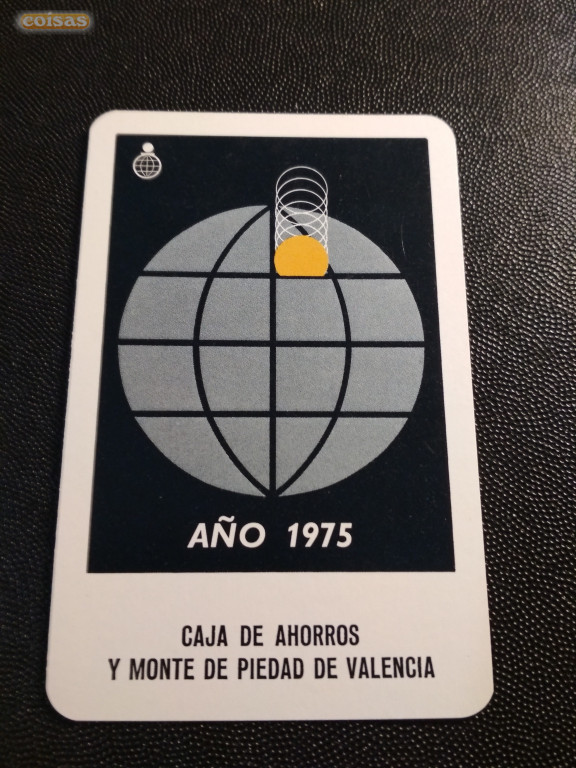 coisas
AÑO 1975
CAJA DE AHORROS
Y MONTE DE PIEDAD DE VALENCIA